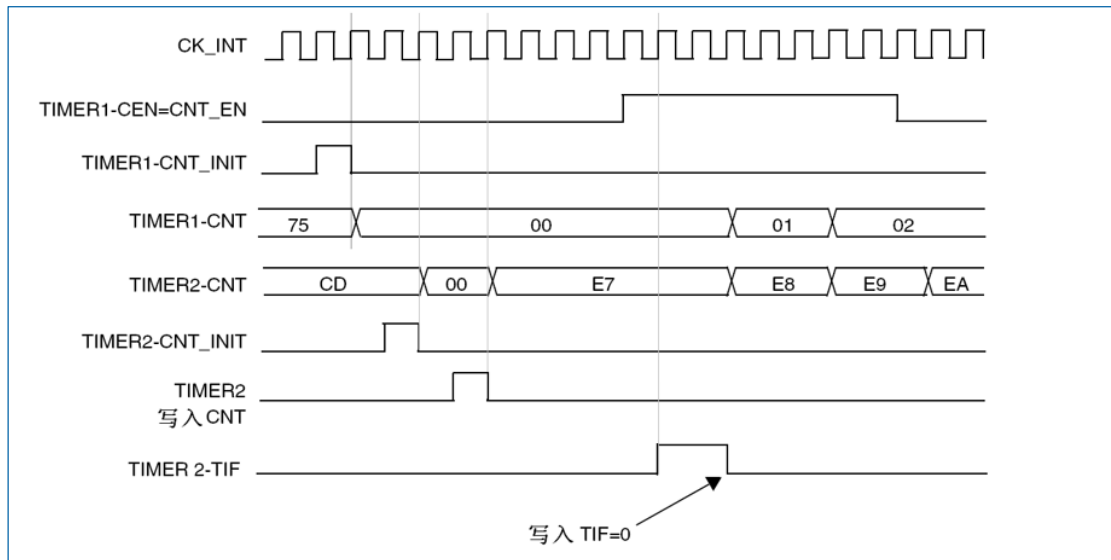 CK_INT
TIMER1-CEN=CNT_EN
TIMER1-CNT_INIT
TIMER1-CNT 75 00 01 02
TIMER2-CNT CD 00 E7 E8 E9 EA
TIMER2-CNT_INIT
TIMER2
写入CNT
TIMER 2-TIF
写入 TIF=0